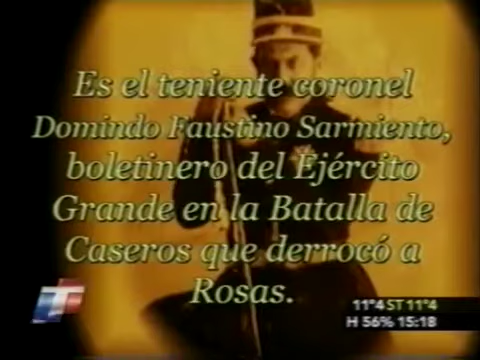 Es el teniente coronel
Domindo Faustino Sarmiento,
boletinero del Ejército
Grande en la Batalla de
Caseros que derrocó a
Rosas.
11°4 ST 11°4
H 56% 15:18